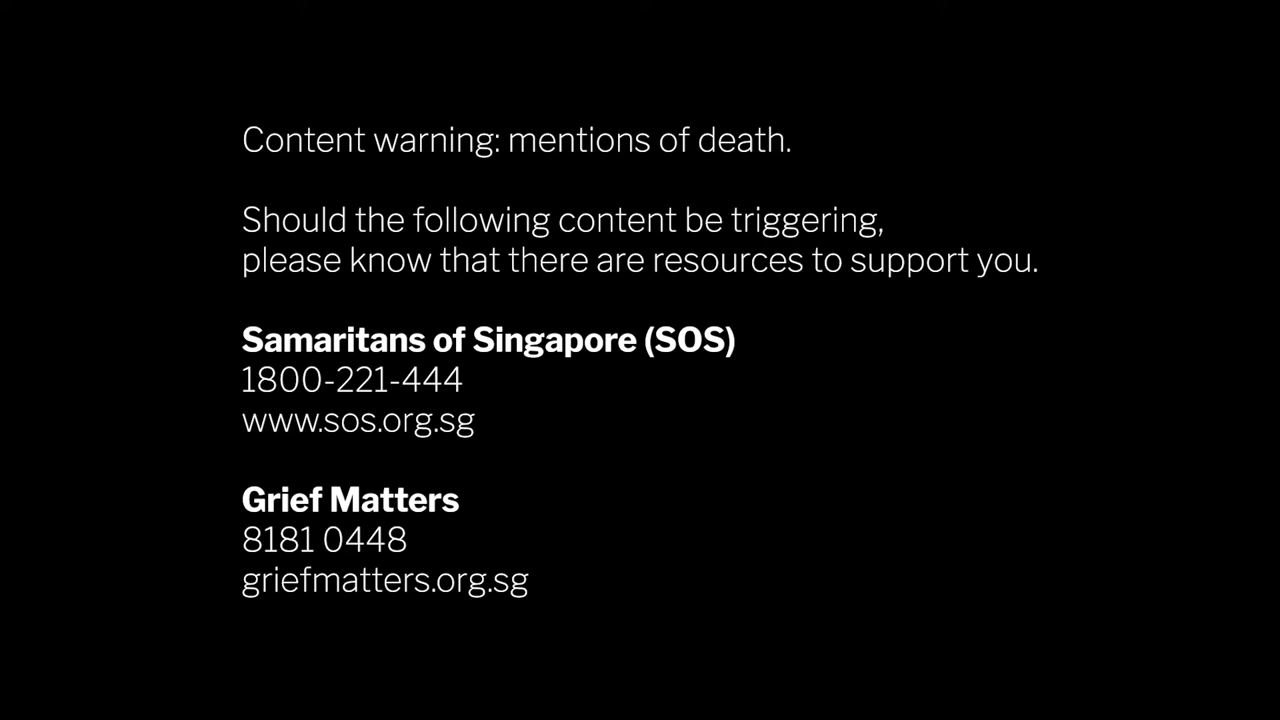 Content warning: mentions of death.
Should the following content be triggering,
please know that there are resources to support you.
Samaritans of Singapore (SOS)
1800-221-444
www.sos.org.sg
Grief Matters
8181 0448
griefmatters.org.sg